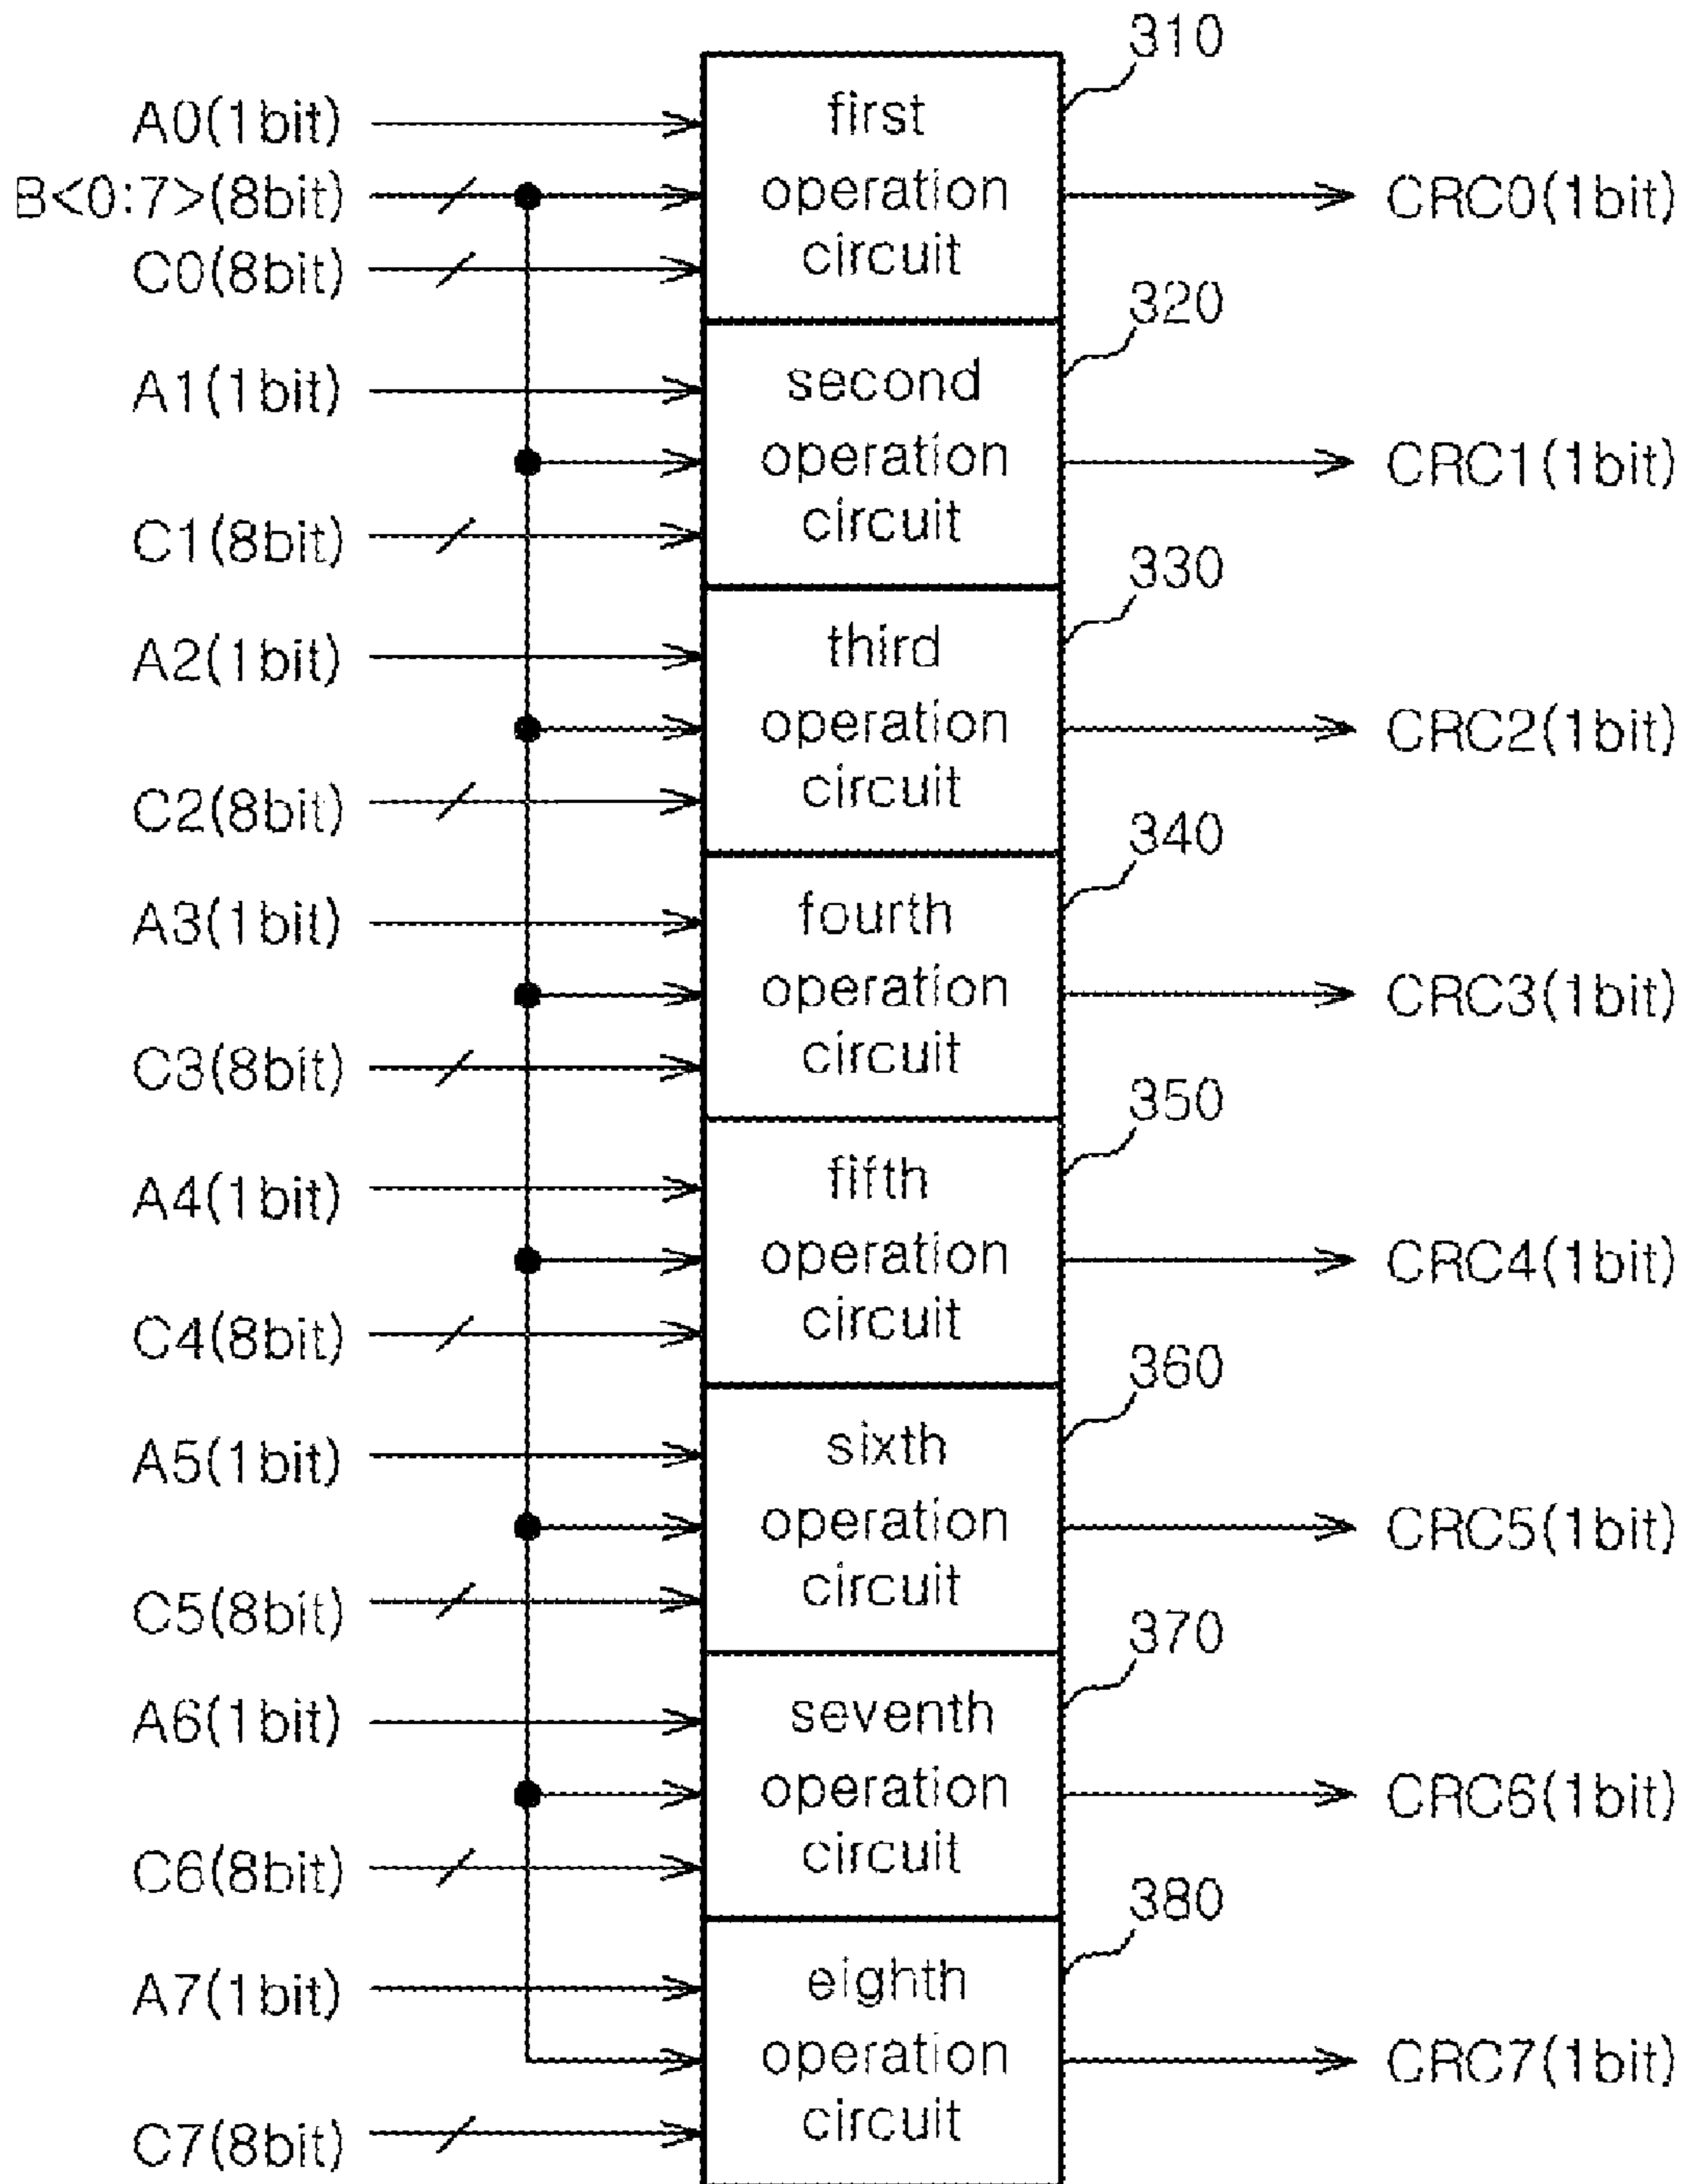 310
A0(1bit)
first
B<0:7>(8bit)
operation
CRC0(1bit)
C0(8bit)
circuit
320
A1(1bit)
second
operation
CRC1(1bit)
C1(8bit)
circuit
330
A2(1bit)
third
operation
CRC2(1bit)
C2(8bit)
circuit
340
A3(1bit)
fourth
operation
CRC3(1bit)
C3(8bit)
circuit
350
A4(1bit)
fifth
operation
CRC4(1bit)
C4(8bit)
circuit
360
A5(1bit)
sixth
operation
CRC5(1bit)
C5(8bit)
circuit
370
A6(1bit)
seventh
operation
CRC6(1bit)
C6(8bit)
circuit
380
A7(1bit)
eighth
operation
CRC7(1bit)
C7(8bit)
circuit